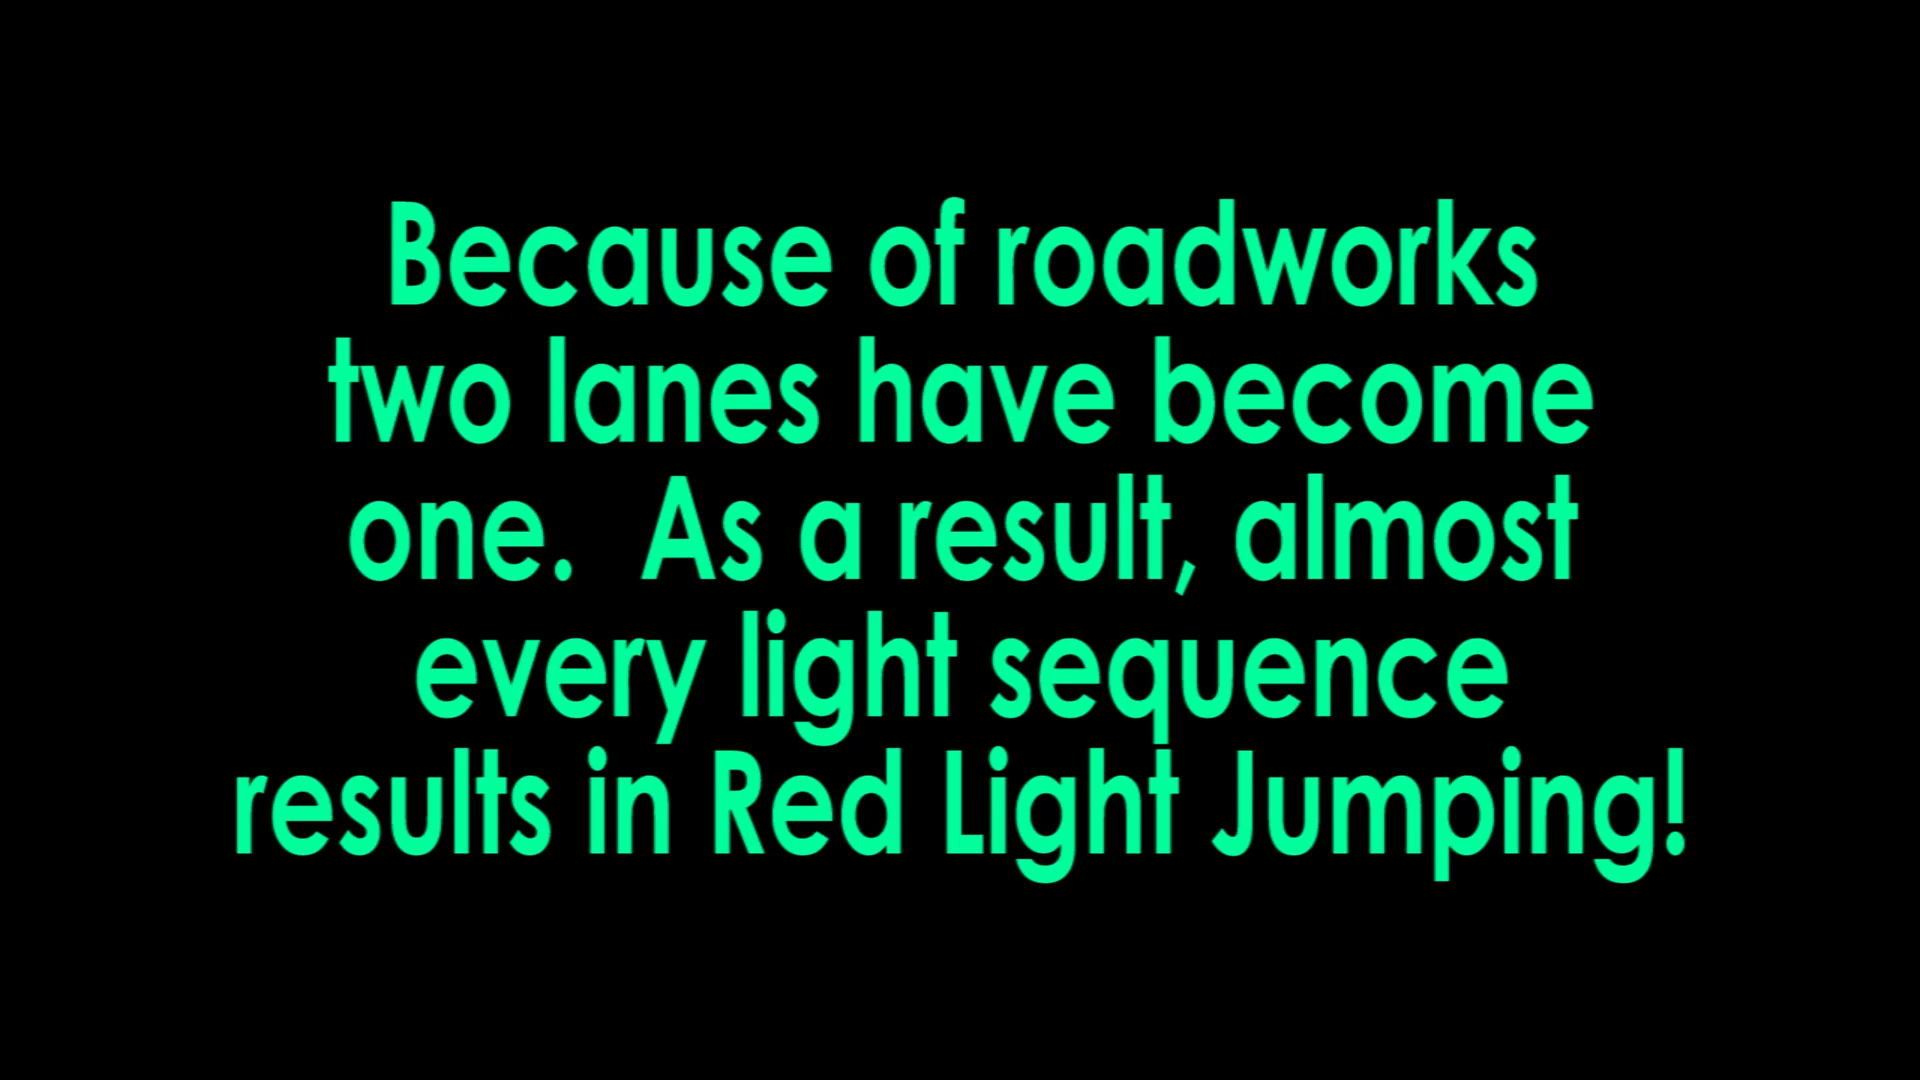 Because of roadworks
two lanes have become
one.  As a result, almost
every light sequence
results in Red Light Jumping!